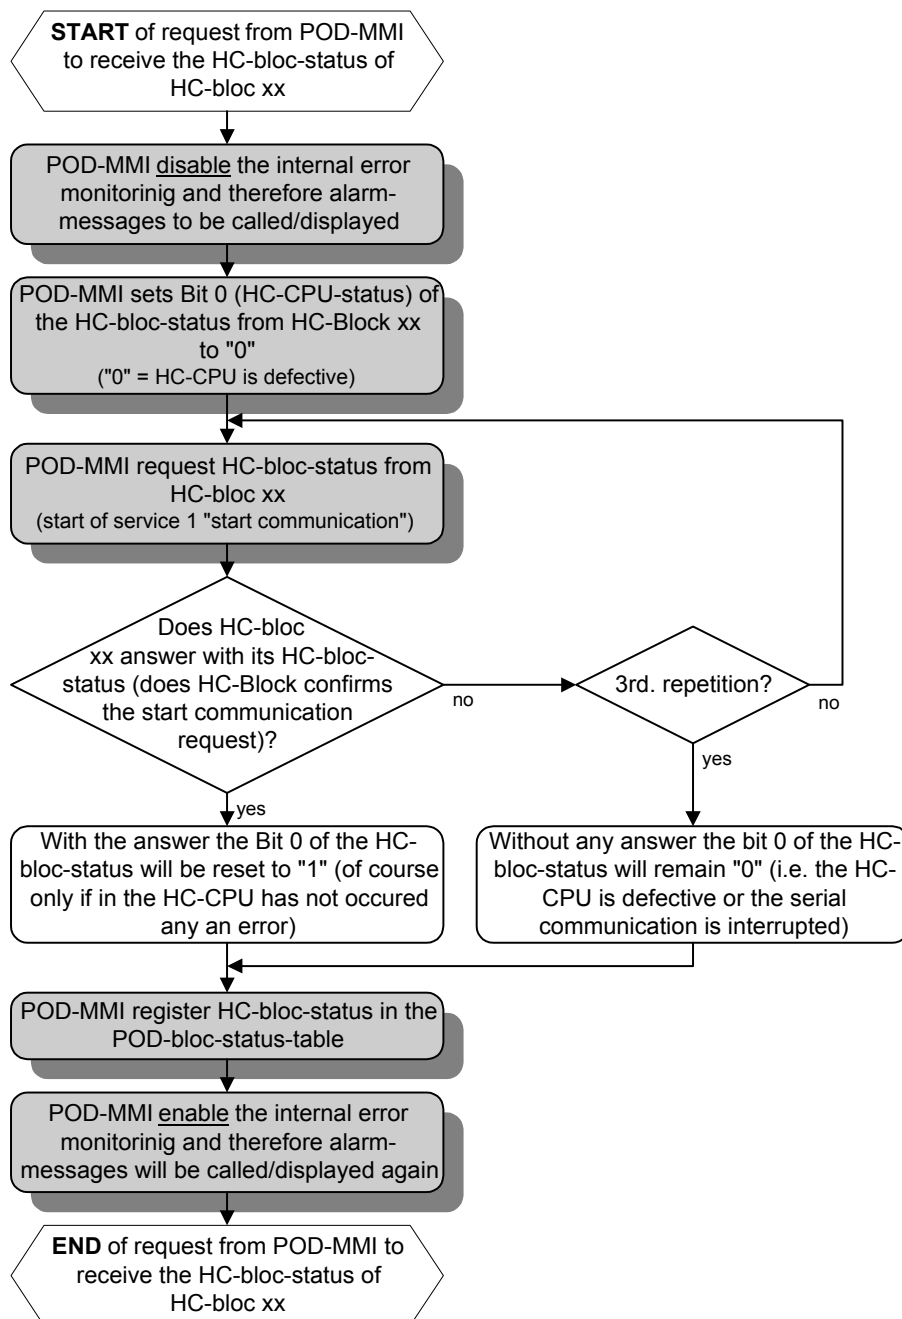 START of request from POD-MMI
to receive the HC-bloc-status of
HC-bloc xx
POD-MMI disable the internal error
monitorinig and therefore alarm-
messages to be called/displayed
POD-MMI sets Bit 0 (HC-CPU-status) of
the HC-bloc-status from HC-Block xx
to "0"
("0" = HC-CPU is defective)
POD-MMI request HC-bloc-status from
HC-bloc xx
(start of service 1 "start communication")
Does HC-bloc
xx answer with its HC-bloc-
status (does HC-Block confirms
the start communication
request)?
no
3rd. repetition?
no
yes
yes
With the answer the Bit 0 of the HC-
bloc-status will be reset to "1" (of course
only if in the HC-CPU has not occured
any an error)
Without any answer the bit 0 of the HC-
bloc-status will remain "0" (i.e. the HC-
CPU is defective or the serial
communication is interrupted)
POD-MMI register HC-bloc-status in the
POD-bloc-status-table
POD-MMI enable the internal error
monitorinig and therefore alarm-
messages will be called/displayed again
END of request from POD-MMI to
receive the HC-bloc-status of
HC-bloc xx